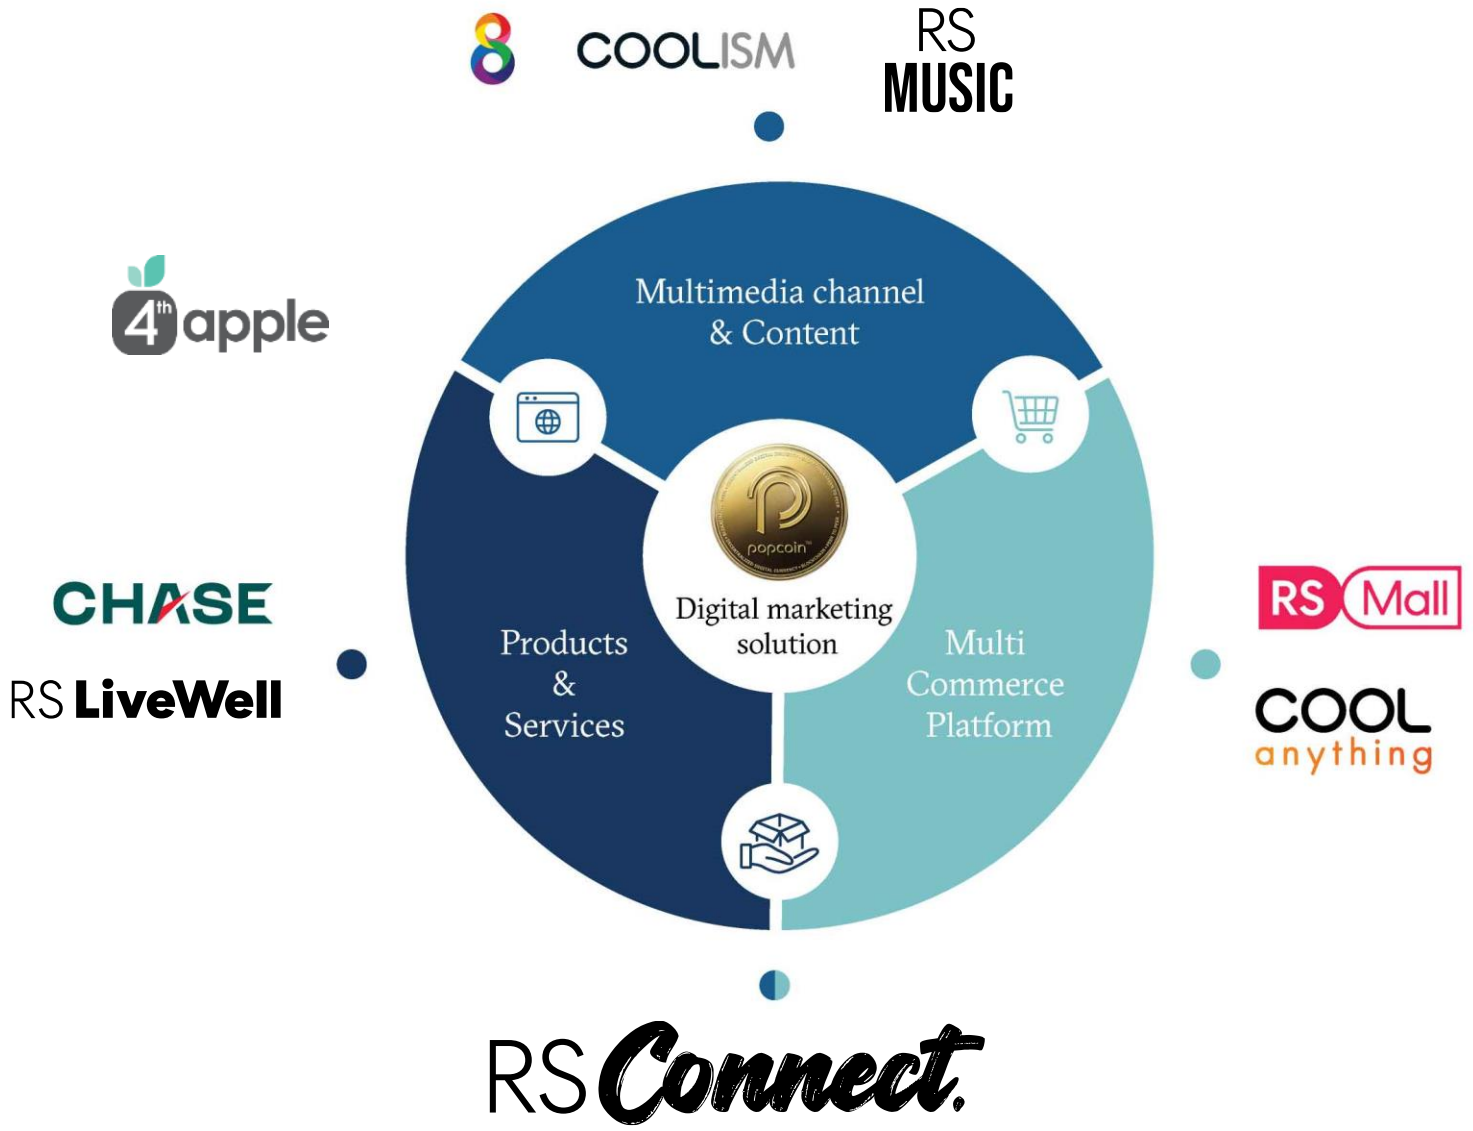 8
COOLISM
RS
MUSIC
4th apple
Multimedia channel
& Content
popcoin™
Digital marketing
solution
CHASE
RS LiveWell
Products
&
Services
Multi
Commerce
Platform
RS Mall
COOL
anything
RS Connect.